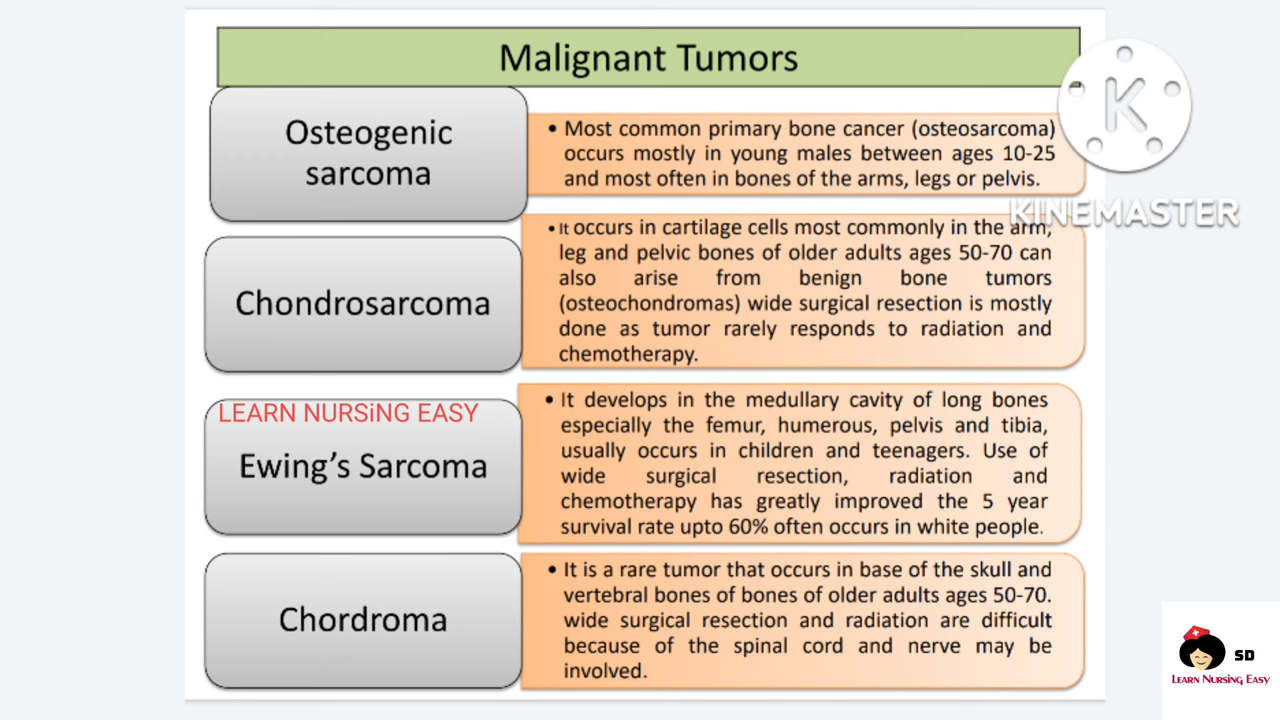 Malignant Tumors
Osteogenic
sarcoma
• Most common primary bone cancer (osteosarcoma)
occurs mostly in young males between ages 10-25
and most often in bones of the arms, legs or pelvis.
K
KINEMASTER
Chondrosarcoma
• It occurs in cartilage cells most commonly in the arm,
leg and pelvic bones of older adults ages 50-70 can
also arise from benign bone tumors
(osteochondromas) wide surgical resection is mostly
done as tumor rarely responds to radiation and
chemotherapy.
LEARN NURSiNG EASY
Ewing's Sarcoma
• It develops in the medullary cavity of long bones
especially the femur, humerous, pelvis and tibia,
usually occurs in children and teenagers. Use of
wide surgical resection, radiation and
chemotherapy has greatly improved the 5 year
survival rate upto 60% often occurs in white people.
Chordroma
• It is a rare tumor that occurs in base of the skull and
vertebral bones of bones of older adults ages 50-70.
wide surgical resection and radiation are difficult
because of the spinal cord and nerve may be
involved.
SD
Learn Nursing Easy